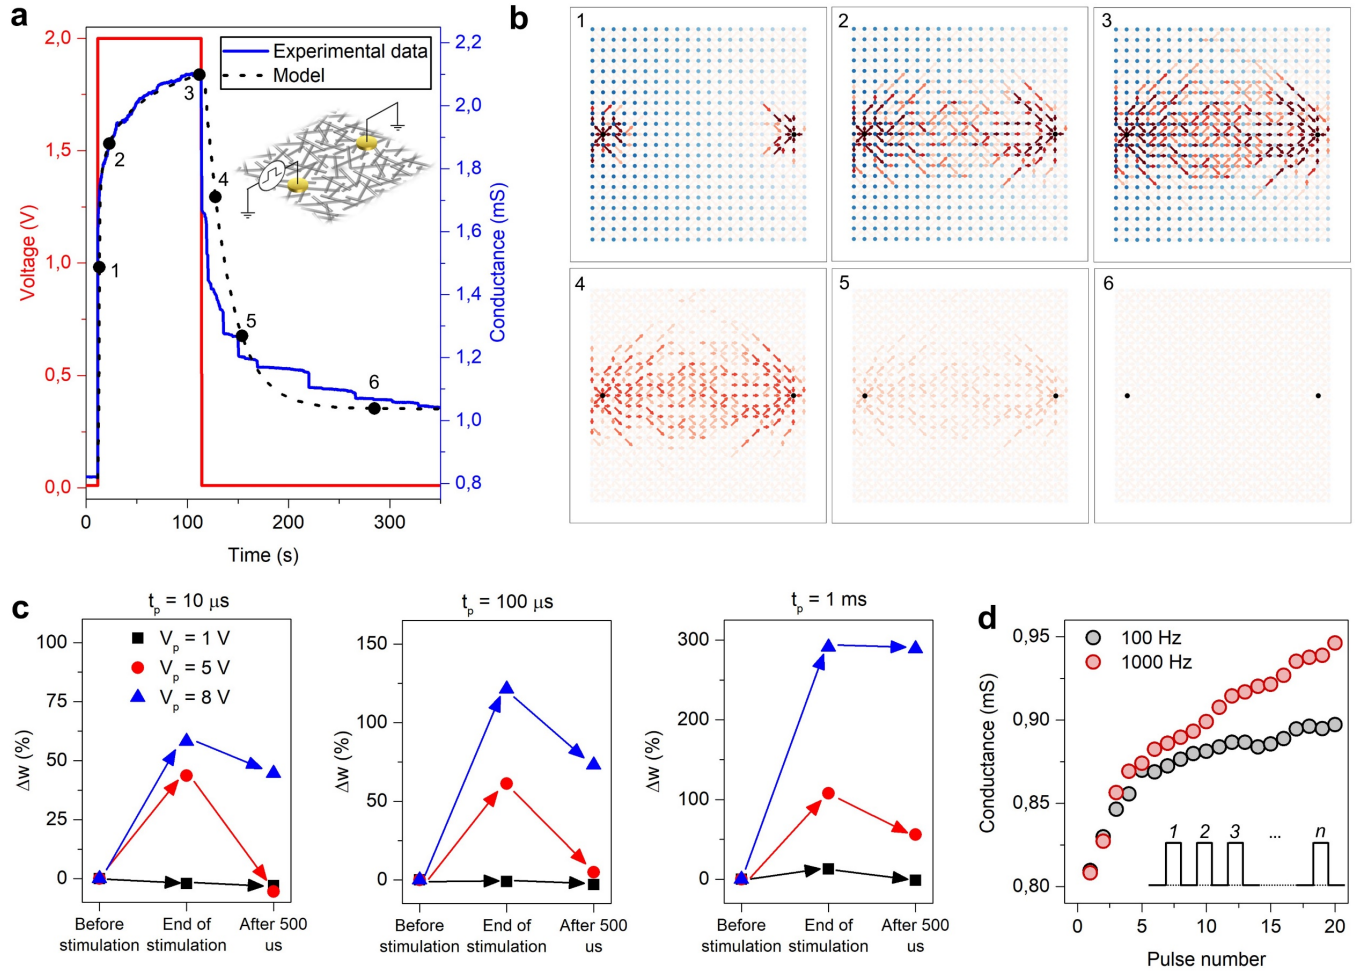 a
2,0
1,5
1,0
0,5
0,0
Voltage (V)
Experimental data
Model
1
2
3
4
5
6
2,2
2,0
1,8
1,6
1,4
1,2
1,0
0,8
Conductance (mS)
0
100
200
300
Time (s)
b
1
2
3
4
5
6
c
t_p = 10 μs
100
75
50
25
0
Δw (%)
V_p = 1 V
V_p = 5 V
V_p = 8 V
Before
stimulation
End of
stimulation
After 500
us
t_p = 100 μs
150
100
50
0
Δw (%)
Before
stimulation
End of
stimulation
After 500
us
t_p = 1 ms
300
200
100
0
Δw (%)
Before
stimulation
End of
stimulation
After 500
us
d
0,95
0,90
0,85
0,80
Conductance (mS)
100 Hz
1000 Hz
1 2 3 ... n
0
5
10
15
20
Pulse number